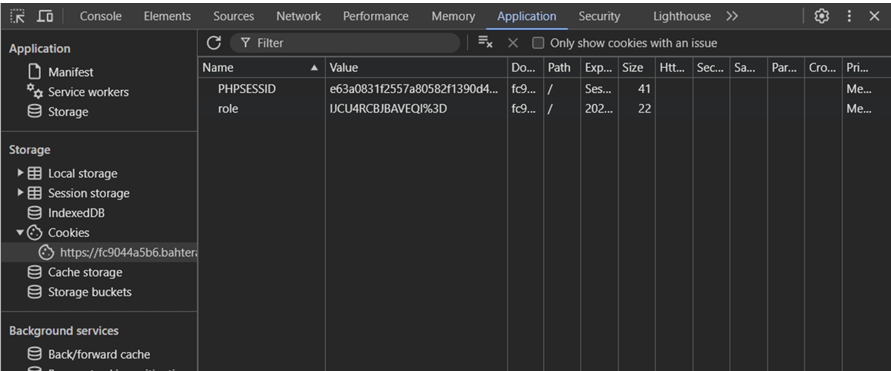 Console Elements Sources Network Performance Memory Application Security Lighthouse
Application
Manifest
Service workers
Storage
Storage
Local storage
Session storage
IndexedDB
Cookies
https://fc9044a5b6.bahtera
Cache storage
Storage buckets
Background services
Back/forward cache
Filter Only show cookies with an issue
Name Value Do... Path Exp... Size Htt... Sec... Sa... Par... Cro... Pri...
PHPSESSID e63a0831f2557a80582f1390d4... fc9... / Ses... 41 Me...
role IJCU4RCBJBAVEQI%3D fc9... / 202... 22 Me...